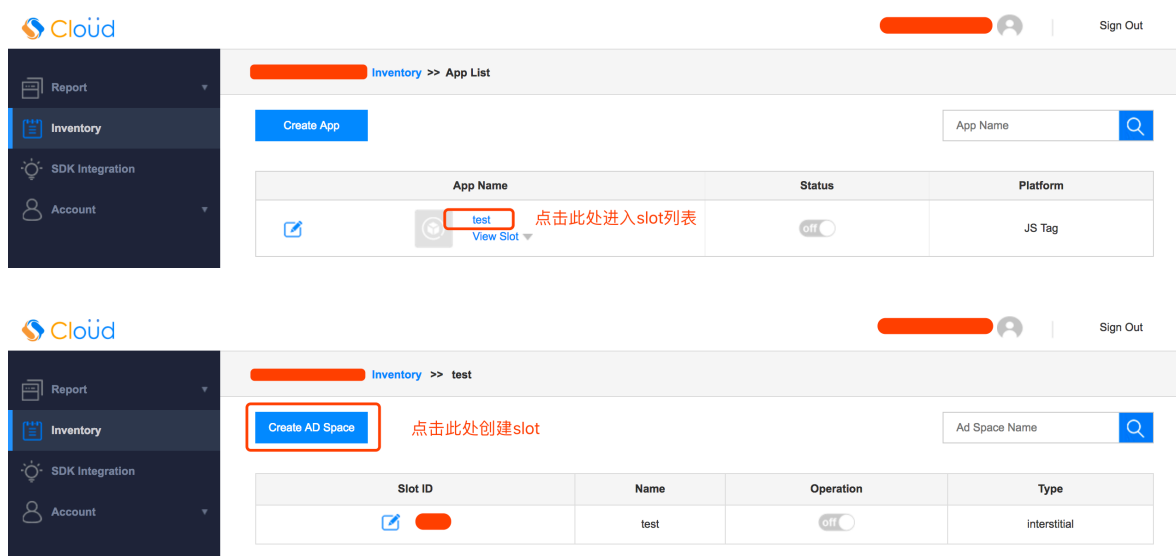 Cloüd
Sign Out
Report
Inventory >> App List
Inventory
Create App
App Name
SDK Integration
Account
App Name
Status
Platform
test
点击此处进入slot列表
View Slot
off
JS Tag
Cloüd
Sign Out
Report
Inventory >> test
Inventory
Create AD Space
点击此处创建slot
Ad Space Name
SDK Integration
Account
Slot ID
Name
Operation
Type
test
off
interstitial